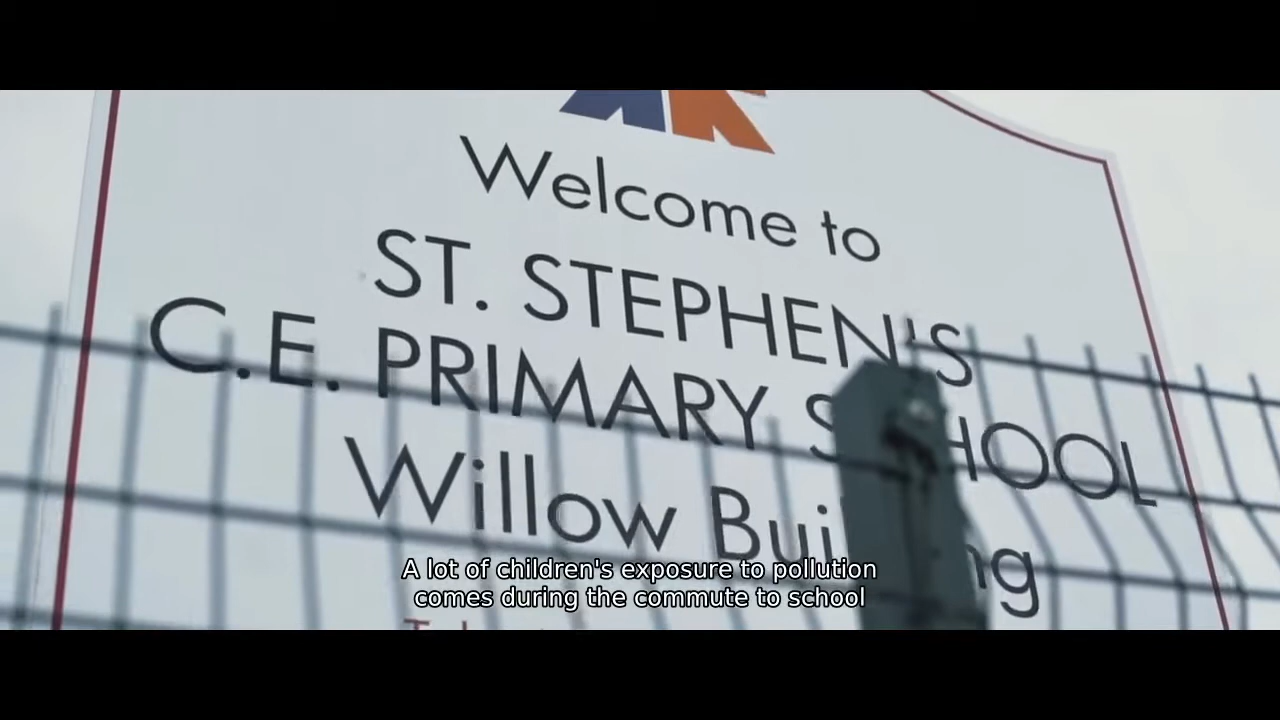 Welcome to
ST. STEPHEN'S
C.E. PRIMARY SCHOOL
Willow Building
A lot of children's exposure to pollution
comes during the commute to school